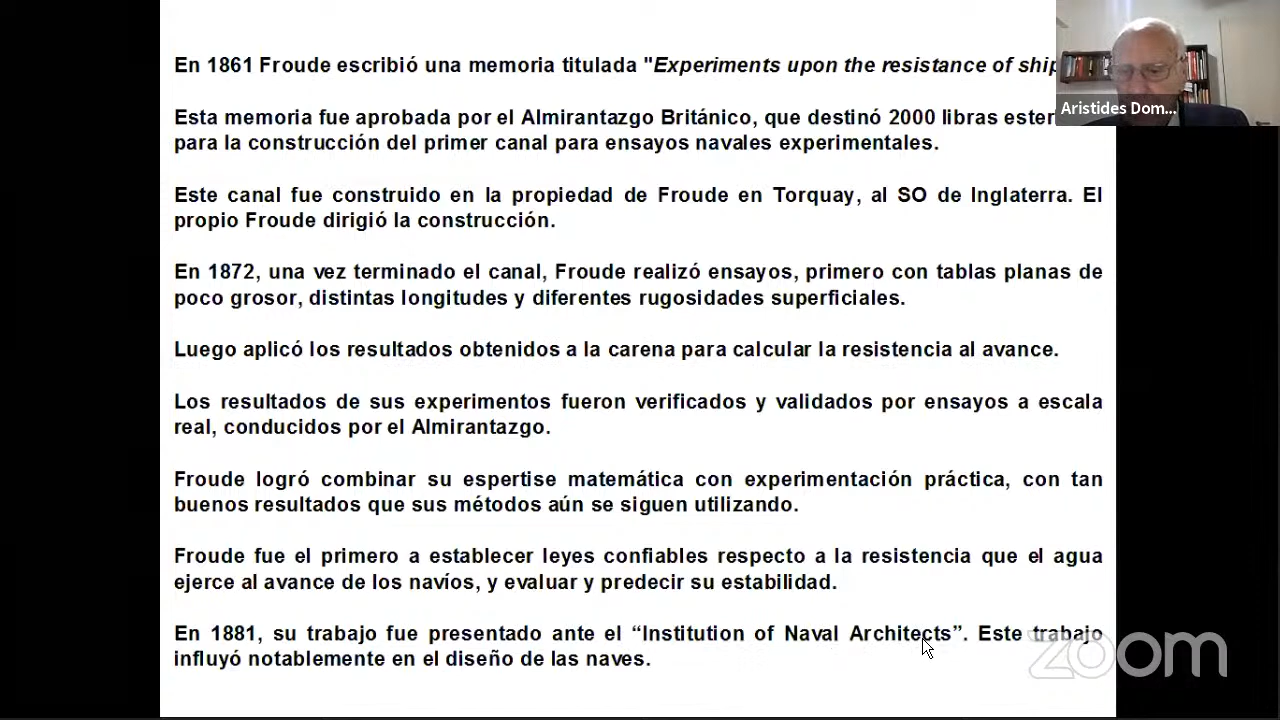 En 1861 Froude escribió una memoria titulada "Experiments upon the resistance of ship
Esta memoria fue aprobada por el Almirantazgo Británico, que destinó 2000 libras ester
para la construcción del primer canal para ensayos navales experimentales.
Este canal fue construido en la propiedad de Froude en Torquay, al SO de Inglaterra. El
propio Froude dirigió la construcción.
En 1872, una vez terminado el canal, Froude realizó ensayos, primero con tablas planas de
poco grosor, distintas longitudes y diferentes rugosidades superficiales.
Luego aplicó los resultados obtenidos a la carena para calcular la resistencia al avance.
Los resultados de sus experimentos fueron verificados y validados por ensayos a escala
real, conducidos por el Almirantazgo.
Froude logró combinar su espertise matemática con experimentación práctica, con tan
buenos resultados que sus métodos aún se siguen utilizando.
Froude fue el primero a establecer leyes confiables respecto a la resistencia que el agua
ejerce al avance de los navíos, y evaluar y predecir su estabilidad.
En 1881, su trabajo fue presentado ante el “Institution of Naval Architects”. Este trabajo
influyó notablemente en el diseño de las naves.
Aristides Dom...
zoom